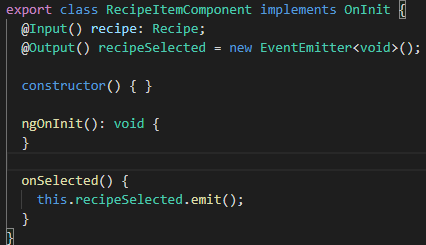 export class RecipeItemComponent implements OnInit {
  @Input() recipe: Recipe;
  @Output() recipeSelected = new EventEmitter<void>();

  constructor() { }

  ngOnInit(): void {
  }

  onSelected() {
    this.recipeSelected.emit();
  }
}